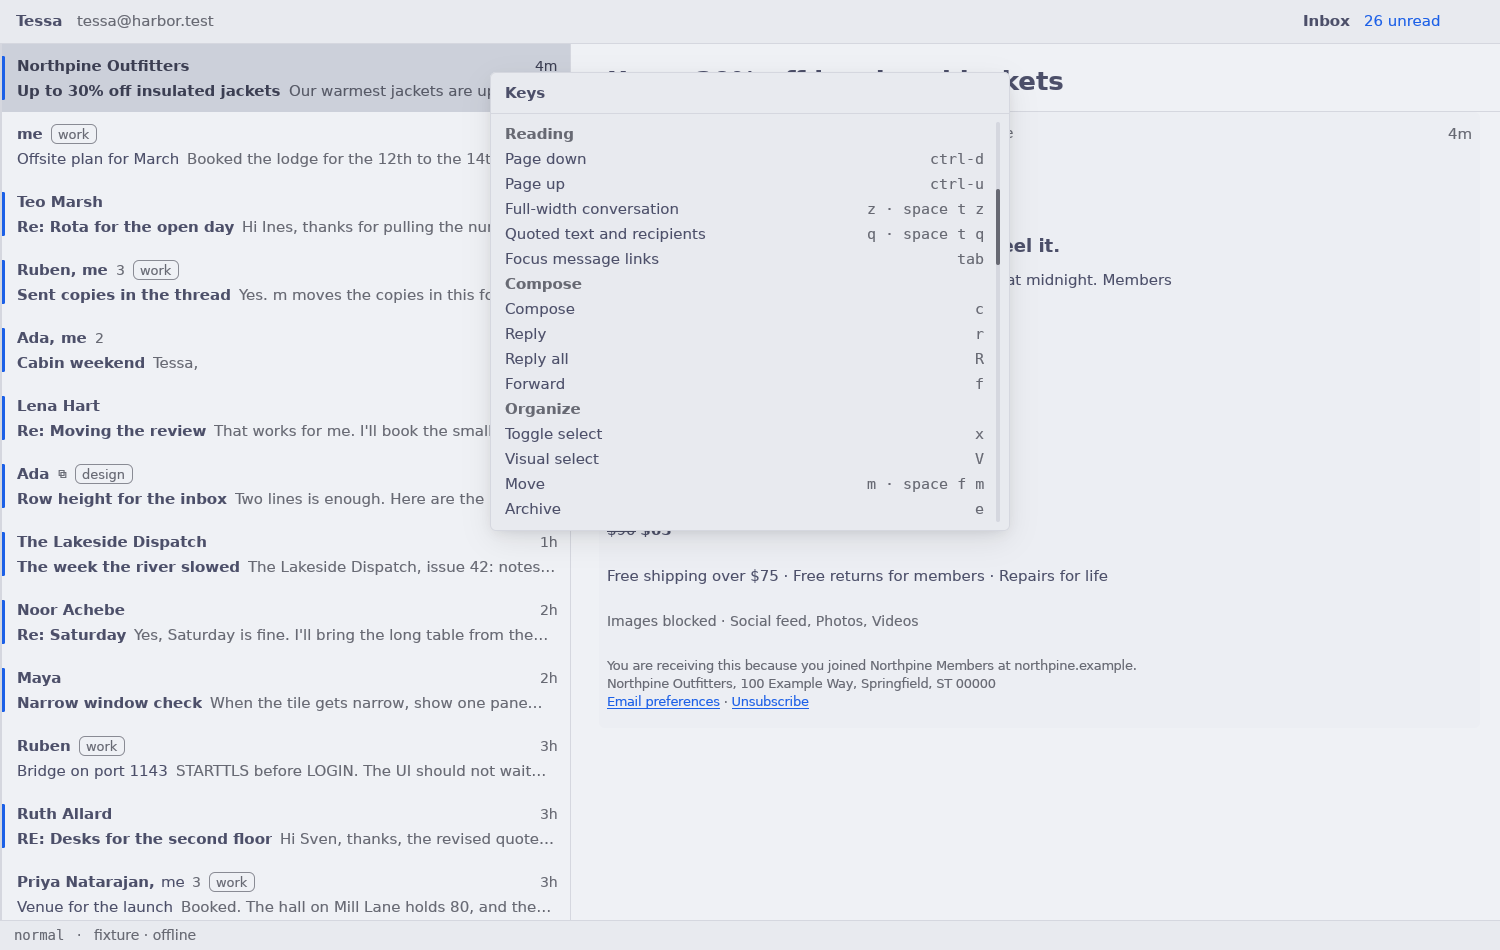 Tessa tessa@harbor.test
Inbox 26 unread
Northpine Outfitters 4m
Up to 30% off insulated jackets Our warmest jackets are
me work
Offsite plan for March Booked the lodge for the 12th to the 14t
Teo Marsh
Re: Rota for the open day Hi Ines, thanks for pulling the
Ruben, me 3 work
Sent copies in the thread Yes. m moves the copies in this
Ada, me 2
Cabin weekend Tessa,
Lena Hart
Re: Moving the review That works for me. I'll book the small
Ada design
Row height for the inbox Two lines is enough. Here are the
The Lakeside Dispatch 1h
The week the river slowed The Lakeside Dispatch, issue 42: notes…
Noor Achebe 2h
Re: Saturday Yes, Saturday is fine. I'll bring the long table from the…
Maya 2h
Narrow window check When the tile gets narrow, show one pane…
Ruben work 3h
Bridge on port 1143 STARTTLS before LOGIN. The UI should not wait…
Ruth Allard 3h
RE: Desks for the second floor Hi Sven, thanks, the revised quote…
Priya Natarajan, me 3 work 3h
Venue for the launch Booked. The hall on Mill Lane holds 80, and the…
Keys
Reading
Page down ctrl-d
Page up ctrl-u
Full-width conversation z · space t z
Quoted text and recipients q · space t q
Focus message links tab
Compose
Compose c
Reply r
Reply all R
Forward f
Organize
Toggle select x
Visual select V
Move m · space f m
Archive e
kets
4m
eel it.
at midnight. Members
Free shipping over $75 · Free returns for members · Repairs for life
Images blocked · Social feed, Photos, Videos
You are receiving this because you joined Northpine Members at northpine.example.
Northpine Outfitters, 100 Example Way, Springfield, ST 00000
Email preferences · Unsubscribe
normal · fixture · offline